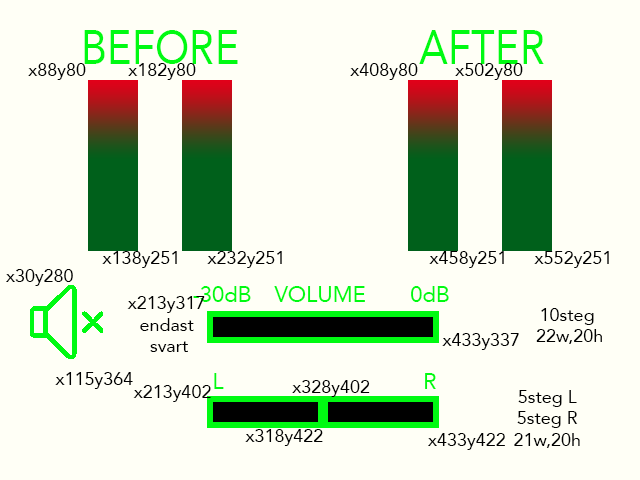 BEFORE
AFTER
x88y80
x182y80
x408y80
x502y80
x138y251
x232y251
x458y251
x552y251
x30y280
x213y317
endast
svart
-30dB
VOLUME
0dB
10steg
22w,20h
x433y337
x115y364
x213y402
L
x328y402
R
5steg L
5steg R
21w,20h
x318y422
x433y422